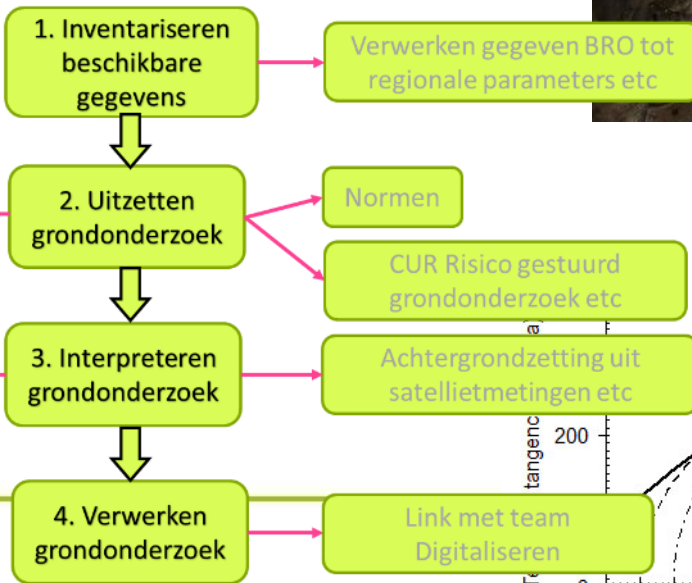 1. Inventariseren
beschikbare
gegevens
Verwerken gegeven BRO tot
regionale parameters etc
2. Uitzetten
grondonderzoek
Normen
CUR Risico gestuurd
grondonderzoek etc
3. Interpreteren
grondonderzoek
Achtergrondzetting uit
satellietmetingen etc
200
4. Verwerken
grondonderzoek
Link met team
Digitaliseren